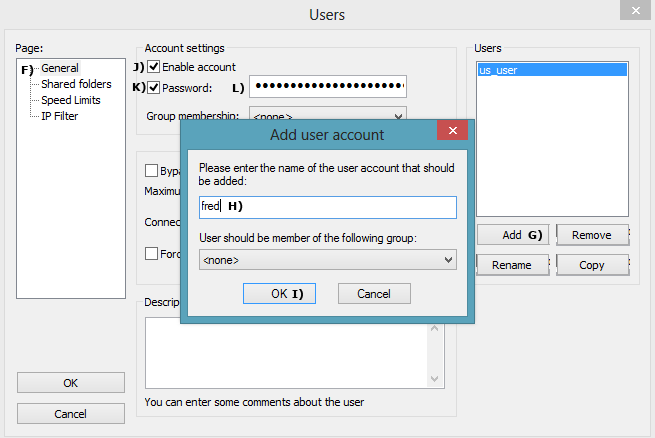 Users
Page:
F) General
Shared folders
Speed Limits
IP Filter
OK
Cancel
Account settings
J) Enable account
K) Password: L) ••••••••••••••••••••
Group membership: <none>
Bypa
Maximu
Connec
Forc
Descrip
You can enter some comments about the user
Add user account
Please enter the name of the user account that should
be added:
fred H)
User should be member of the following group:
<none>
OK I)
Cancel
Users
us_user
Add G)
Remove
Rename
Copy